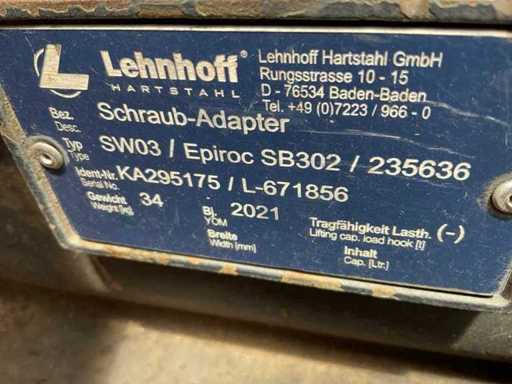 Lehnhoff
HARTSTAHL
Lehnhoff Hartstahl GmbH
Rungsstrasse 10 - 15
D - 76534 Baden-Baden
Tel. +49 (0)7223 / 966 - 0
Bez. Schraub-Adapter
Desc.
Typ SW03 / Epiroc SB302 / 235636
Type
Ident-Nr. KA295175 / L-671856
Serial No.
Gewicht 34 Bj. 2021 Tragfähigkeit Lasth. (-)
Weight [kg] YOM Lifting cap. load hook [t]
Breite Inhalt
Width [mm] Cap. [Ltr.]